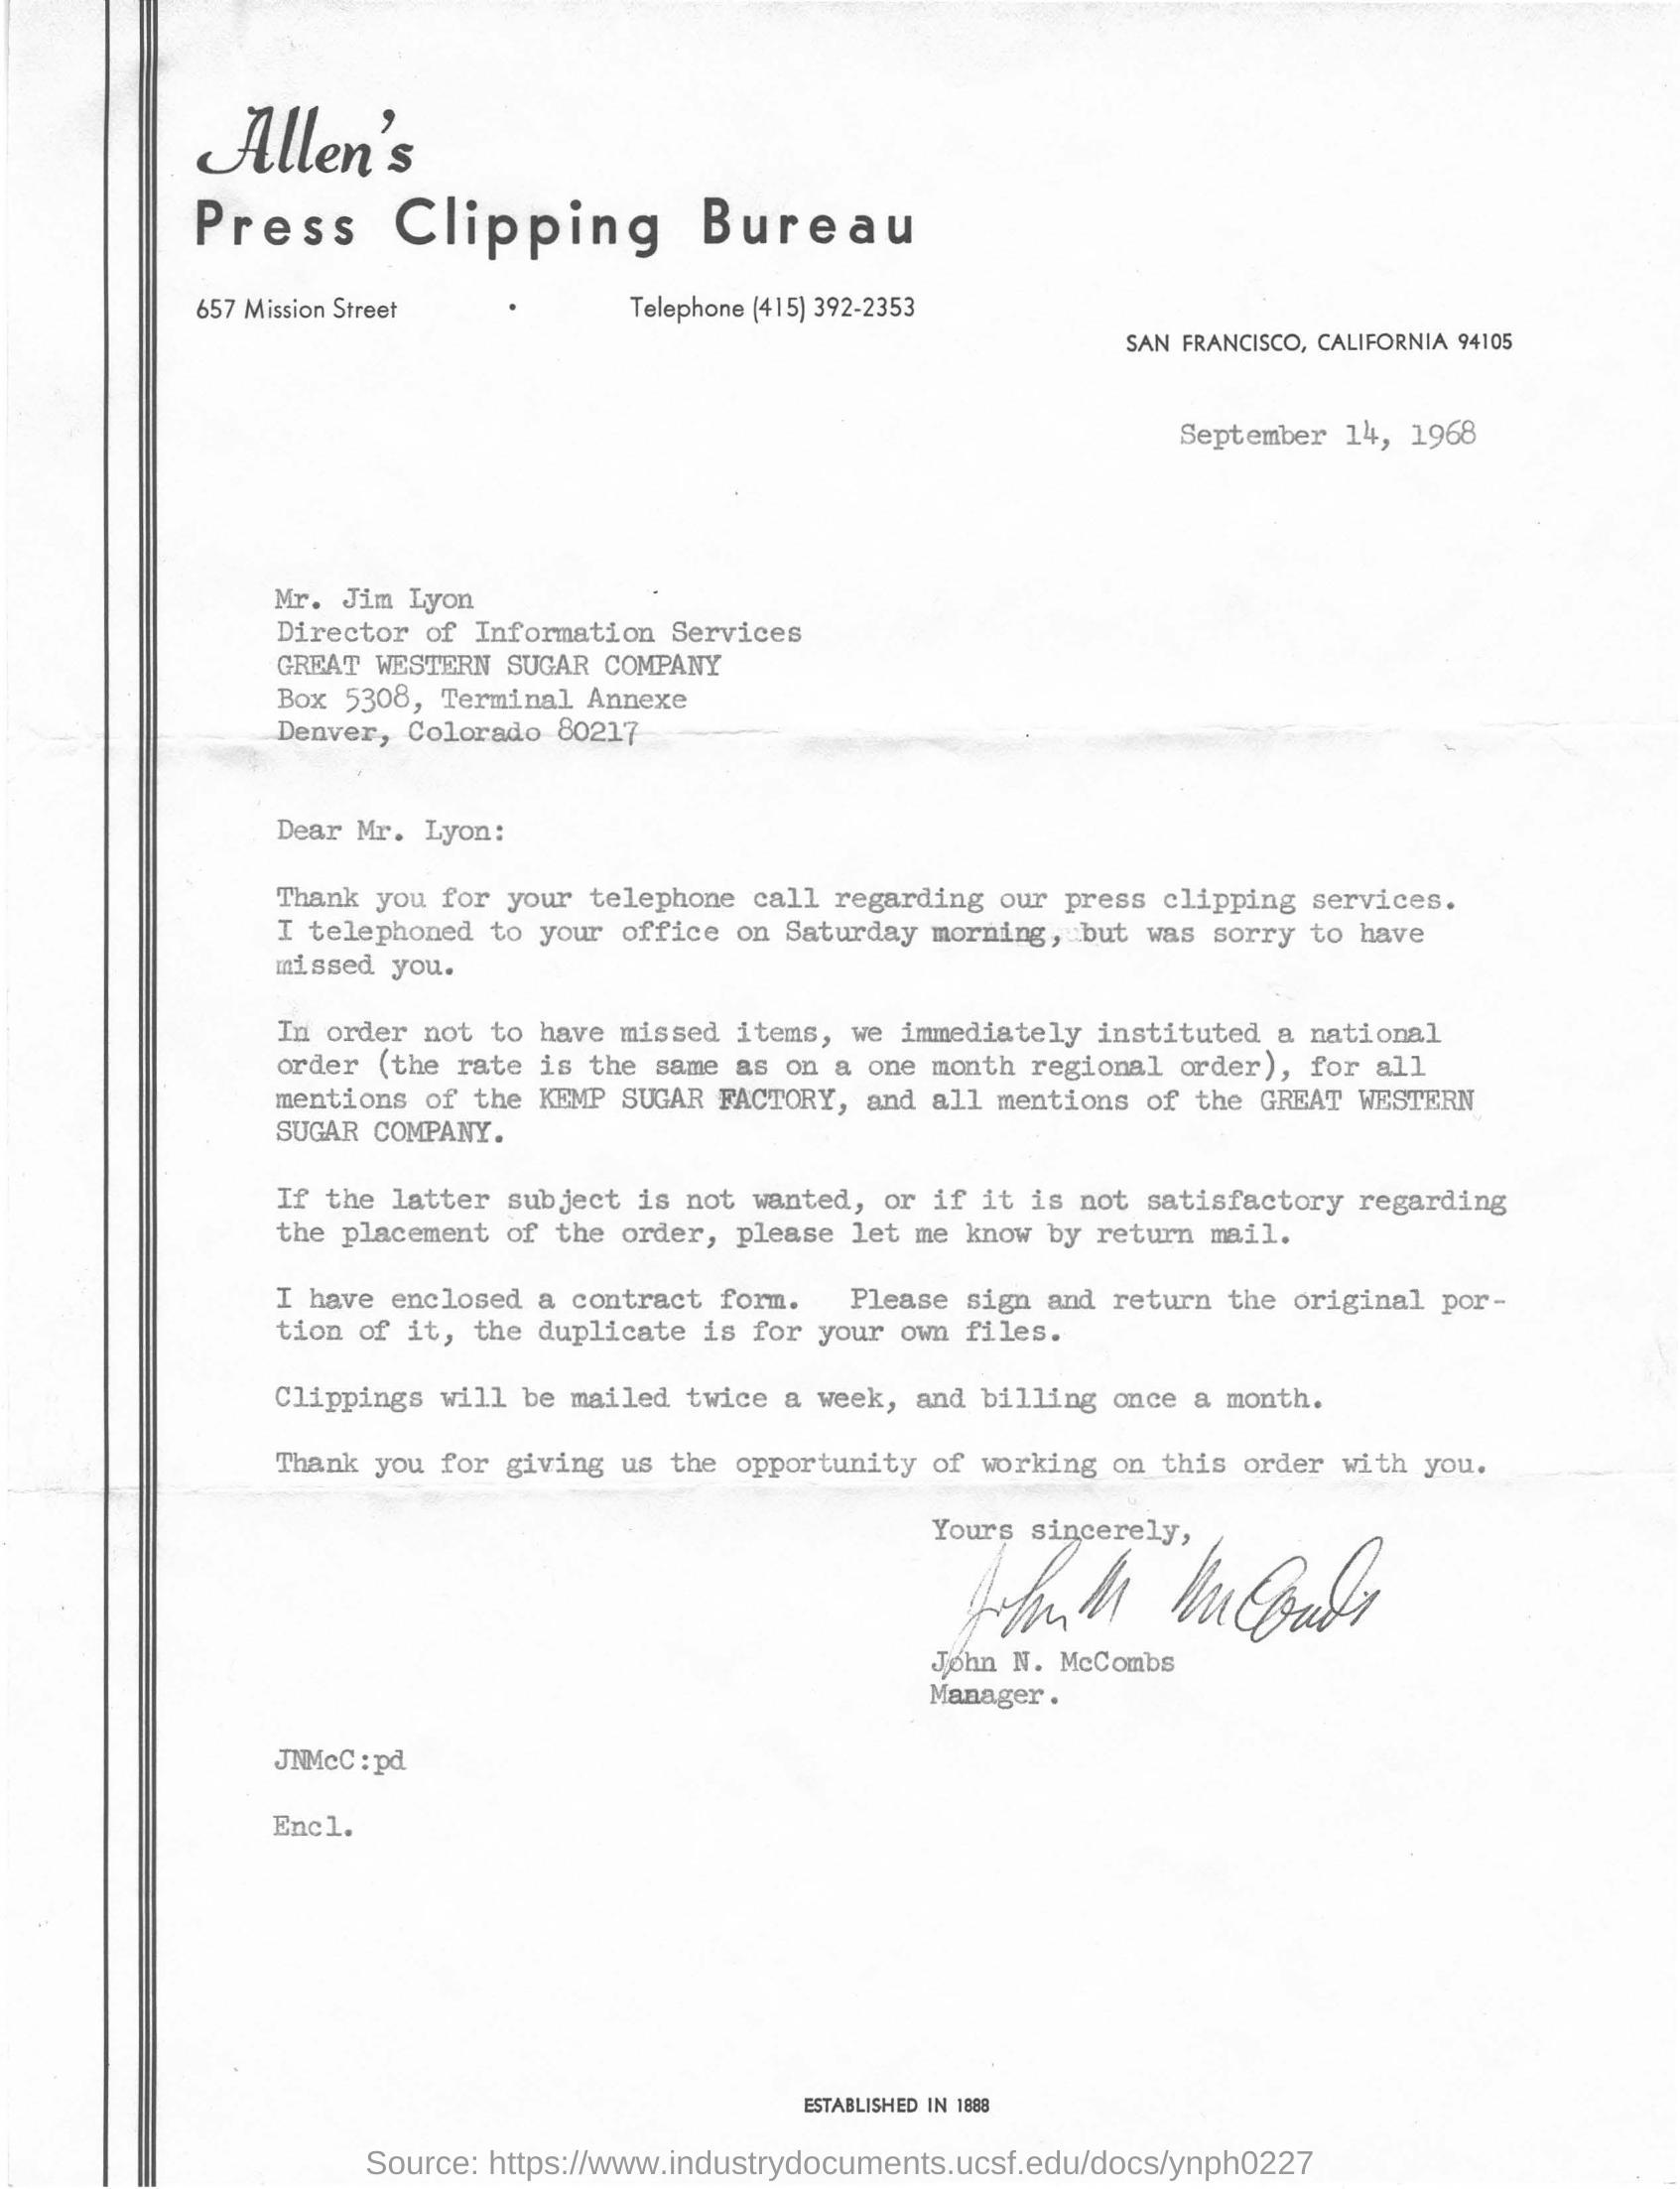 Allen's
Press Clipping Bureau
657 Mission Street • Telephone (415) 392-2353
SAN FRANCISCO, CALIFORNIA 94105
September 14, 1968
Mr. Jim Lyon
Director of Information Services
GREAT WESTERN SUGAR COMPANY
Box 5308, Terminal Annexe
Denver, Colorado 80217
Dear Mr. Lyon:
Thank you for your telephone call regarding our press clipping services.
I telephoned to your office on Saturday morning, but was sorry to have
missed you.
In order not to have missed items, we immediately instituted a national
order (the rate is the same as on a one month regional order), for all
mentions of the KEMP SUGAR FACTORY, and all mentions of the GREAT WESTERN
SUGAR COMPANY.
If the latter subject is not wanted, or if it is not satisfactory regarding
the placement of the order, please let me know by return mail.
I have enclosed a contract form. Please sign and return the original por-
tion of it, the duplicate is for your own files.
Clippings will be mailed twice a week, and billing once a month.
Thank you for giving us the opportunity of working on this order with you.
Yours sincerely,
John N McCombs
John N. McCombs
Manager.
JNMcC:pd
Encl.
ESTABLISHED IN 1888
Source: https://www.industrydocuments.ucsf.edu/docs/ynph0227